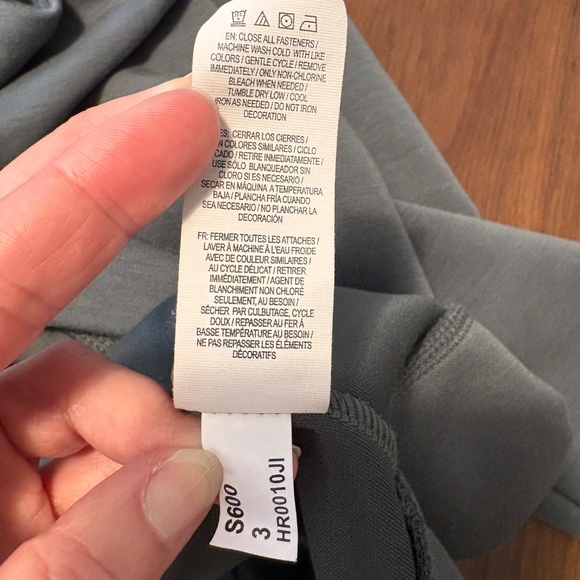 EN: CLOSE ALL FASTENERS /
MACHINE WASH COLD WITH LIKE
COLORS / GENTLE CYCLE / REMOVE
IMMEDIATELY / ONLY NON-CHLORINE
BLEACH WHEN NEEDED /
TUMBLE DRY LOW / COOL
IRON AS NEEDED / DO NOT IRON
DECORATION
ES: CERRAR LOS CIERRES /
COLORES SIMILARES / CICLO
RETIRE INMEDIATAMENTE /
SÓLO BLANQUEADOR SIN
CLORO SI ES NECESARIO /
SECAR EN MÁQUINA A TEMPERATURA
BAJA / PLANCHA FRÍA CUANDO
SEA NECESARIO / NO PLANCHAR LA
DECORACIÓN
FR: FERMER TOUTES LES ATTACHES /
LAVER À MACHINE À L'EAU FROIDE
AVEC DE COULEUR SIMILAIRES /
AU CYCLE DÉLICAT / RETIRER
IMMÉDIATEMENT / AGENT DE
BLANCHIMENT NON CHLORÉ
SEULEMENT, AU BESOIN /
SÉCHER PAR CULBUTAGE, CYCLE
DOUX / REPASSER AU FER À
BASSE TEMPÉRATURE AU BESOIN /
NE PAS REPASSER LES ÉLÉMENTS
DÉCORATIFS
S600
3
HR0010JI